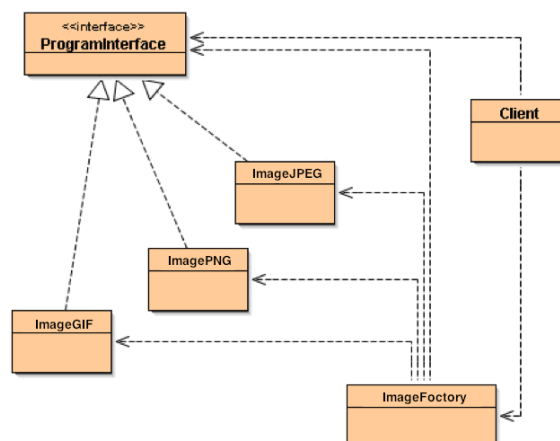 <<interface>>
ProgramInterface
Client
ImageJPEG
ImagePNG
ImageGIF
ImageFoctory